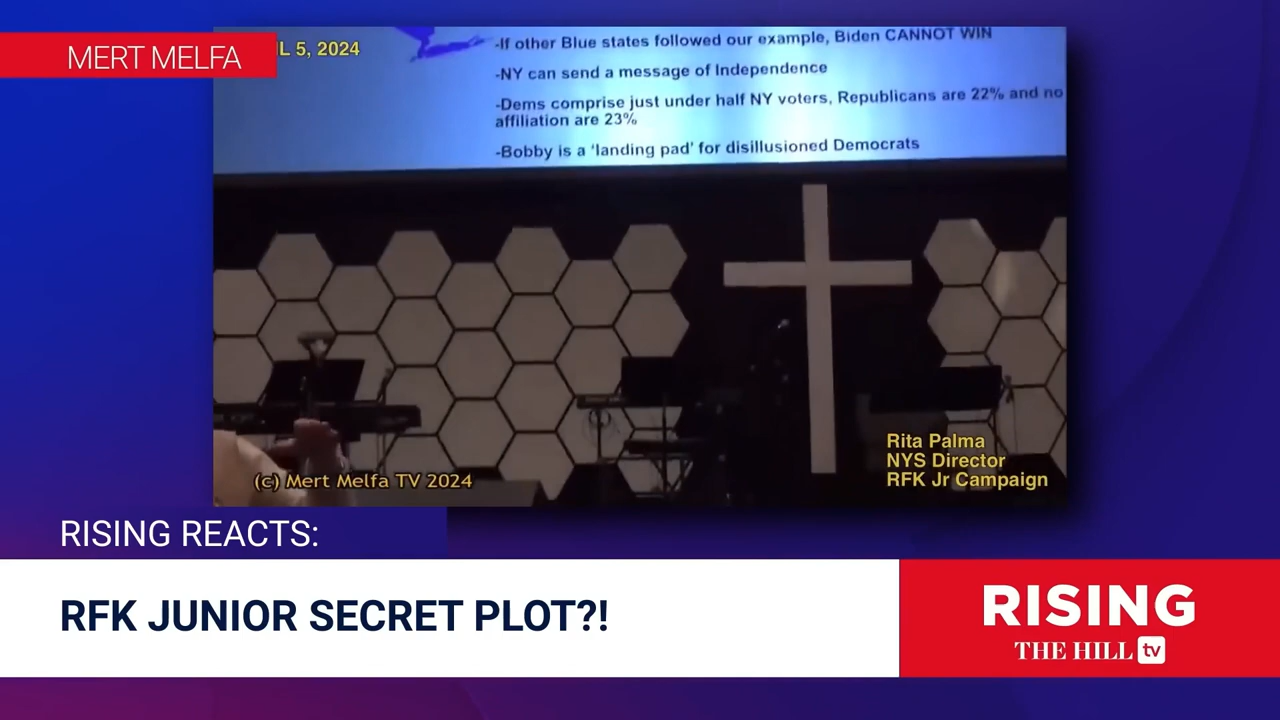 MERT MELFA
L 5, 2024
-If other Blue states followed our example, Biden CANNOT WIN
-NY can send a message of Independence
-Dems comprise just under half NY voters, Republicans are 22% and no
affiliation are 23%
-Bobby is a 'landing pad' for disillusioned Democrats
Rita Palma
NYS Director
RFK Jr Campaign
(c) Mert Melfa TV 2024
RISING REACTS:
RFK JUNIOR SECRET PLOT?!
RISING
THE HILL tv